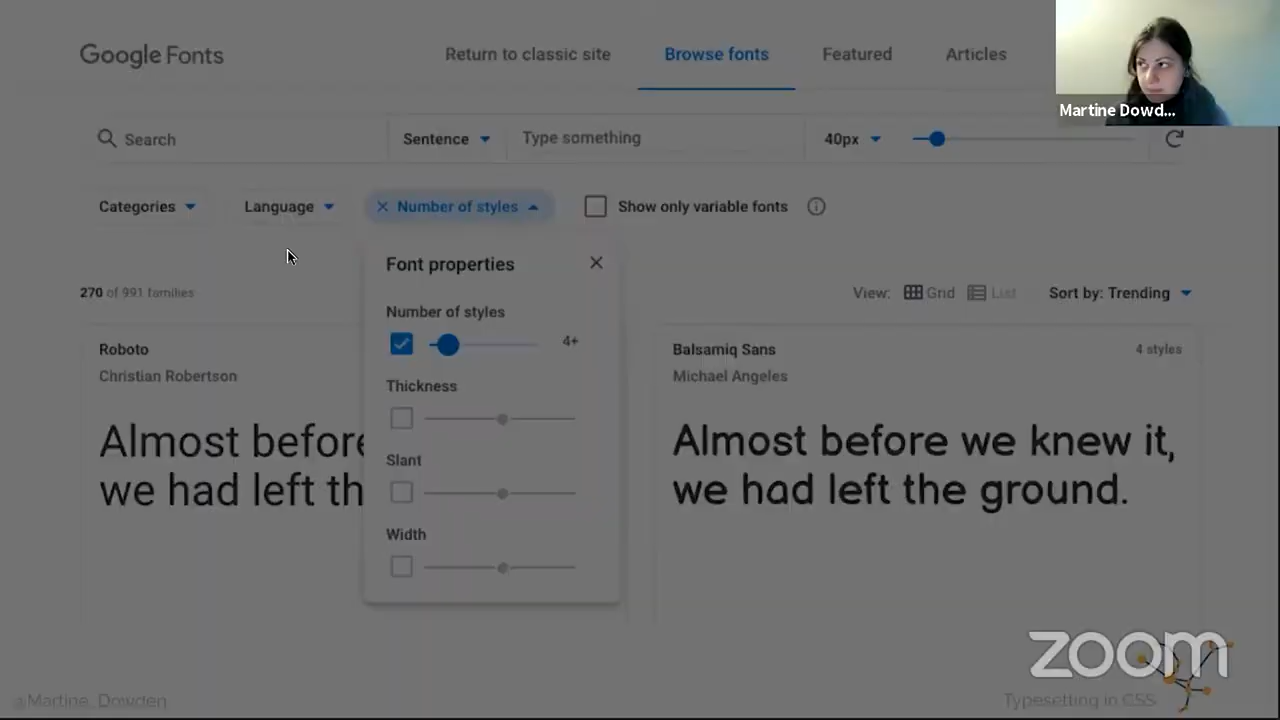 Google Fonts
Return to classic site
Browse fonts
Featured
Articles
Martine Dowd...
Search
Sentence
Type something
40px
Categories
Language
Number of styles
Show only variable fonts
Font properties
270 of 991 families
View:
Grid
List
Sort by: Trending
Number of styles
4+
Roboto
Christian Robertson
Almost before
we had left th
Thickness
Slant
Width
Balsamiq Sans
4 styles
Michael Angeles
Almost before we knew it,
we had left the ground.
zoom
@Martine_Dowden
Typesetting in CSS